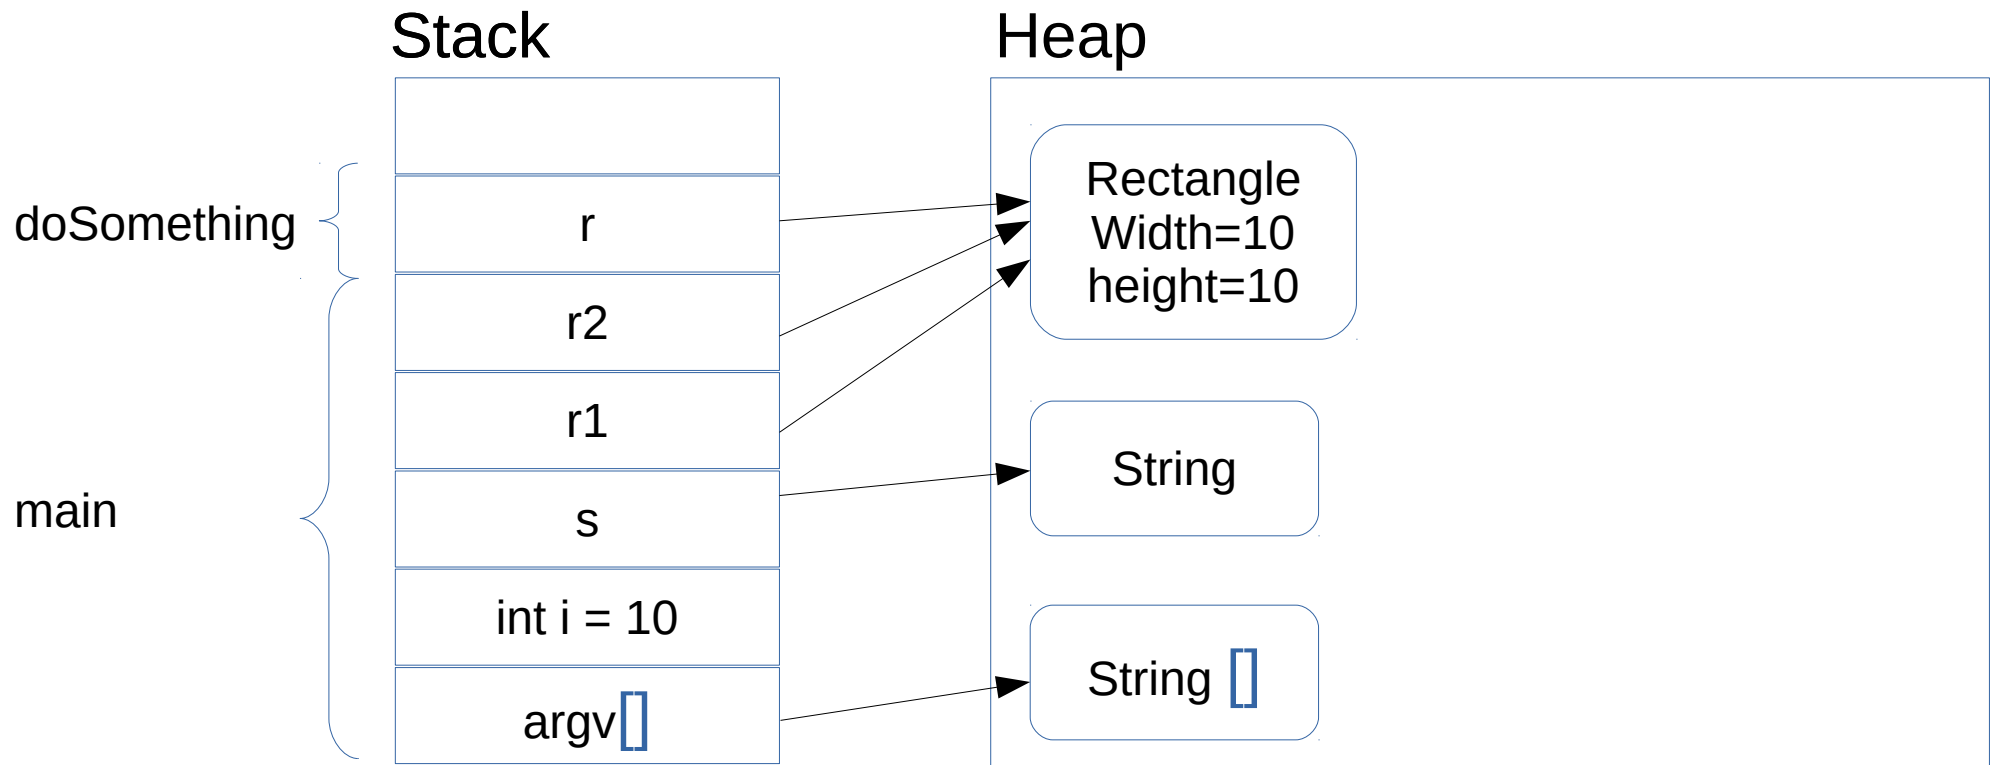 Stack
Heap
doSomething
r
r2
r1
main
s
int i = 10
argv[]
Rectangle
Width=10
height=10
String
String []